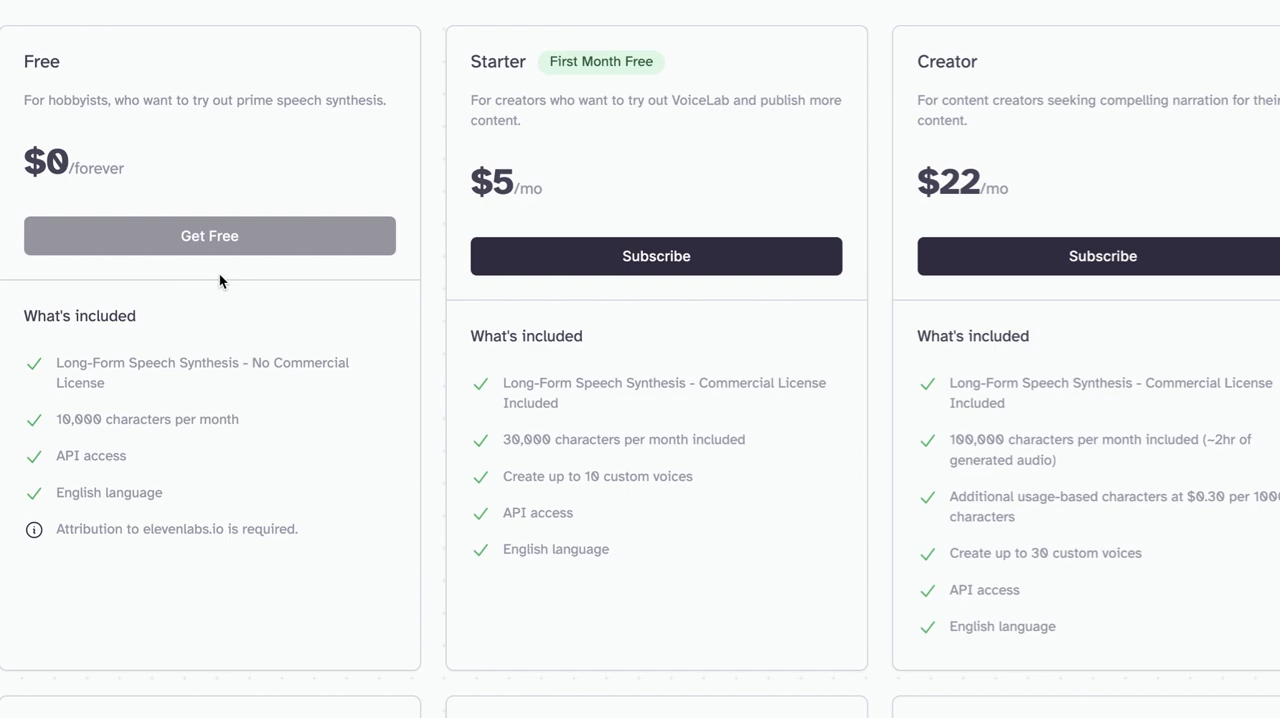 Free
For hobbyists, who want to try out prime speech synthesis.
$0/forever
Get Free
What's included
Long-Form Speech Synthesis - No Commercial
License
10,000 characters per month
API access
English language
Attribution to elevenlabs.io is required.
Starter
First Month Free
For creators who want to try out VoiceLab and publish more
content.
$5/mo
Subscribe
What's included
Long-Form Speech Synthesis - Commercial License
Included
30,000 characters per month included
Create up to 10 custom voices
API access
English language
Creator
For content creators seeking compelling narration for their
content.
$22/mo
Subscribe
What's included
Long-Form Speech Synthesis - Commercial License
Included
100,000 characters per month included (~2hr of
generated audio)
Additional usage-based characters at $0.30 per
characters
Create up to 30 custom voices
API access
English language